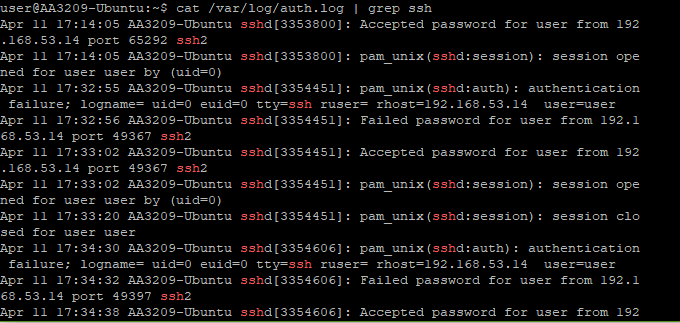 user@AA3209-Ubuntu:~$ cat /var/log/auth.log | grep ssh
Apr 11 17:14:05 AA3209-Ubuntu sshd[3353800]: Accepted password for user from 192
.168.53.14 port 65292 ssh2
Apr 11 17:14:05 AA3209-Ubuntu sshd[3353800]: pam_unix(sshd:session): session ope
ned for user user by (uid=0)
Apr 11 17:32:55 AA3209-Ubuntu sshd[3354451]: pam_unix(sshd:auth): authentication
 failure; logname= uid=0 euid=0 tty=ssh ruser= rhost=192.168.53.14  user=user
Apr 11 17:32:56 AA3209-Ubuntu sshd[3354451]: Failed password for user from 192.1
68.53.14 port 49367 ssh2
Apr 11 17:33:02 AA3209-Ubuntu sshd[3354451]: Accepted password for user from 192
.168.53.14 port 49367 ssh2
Apr 11 17:33:02 AA3209-Ubuntu sshd[3354451]: pam_unix(sshd:session): session ope
ned for user user by (uid=0)
Apr 11 17:33:20 AA3209-Ubuntu sshd[3354451]: pam_unix(sshd:session): session clo
sed for user user
Apr 11 17:34:30 AA3209-Ubuntu sshd[3354606]: pam_unix(sshd:auth): authentication
 failure; logname= uid=0 euid=0 tty=ssh ruser= rhost=192.168.53.14  user=user
Apr 11 17:34:32 AA3209-Ubuntu sshd[3354606]: Failed password for user from 192.1
68.53.14 port 49397 ssh2
Apr 11 17:34:38 AA3209-Ubuntu sshd[3354606]: Accepted password for user from 192